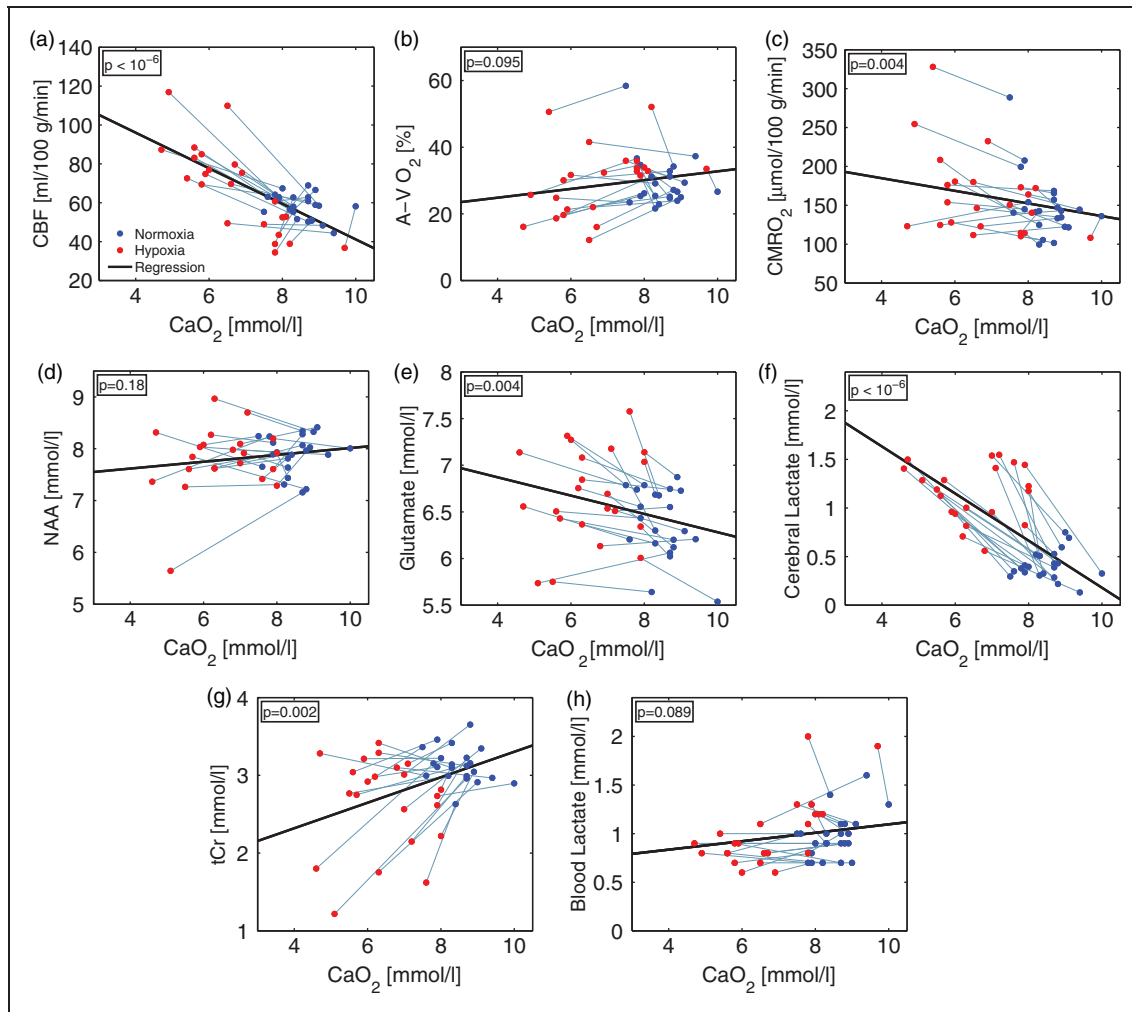 (a)
p < 10⁻⁶
CBF [ml/100 g/min]
140
120
100
80
60
40
20
Normoxia
Hypoxia
Regression
4 6 8 10
CaO₂ [mmol/l]
(b)
p=0.095
A−V O₂ [%]
60
40
20
0
4 6 8 10
CaO₂ [mmol/l]
(c)
p=0.004
CMRO₂ [µmol/100 g/min]
350
300
250
200
150
100
50
4 6 8 10
CaO₂ [mmol/l]
(d)
p=0.18
NAA [mmol/l]
9
8
7
6
5
4 6 8 10
CaO₂ [mmol/l]
(e)
p=0.004
Glutamate [mmol/l]
8
7.5
7
6.5
6
5.5
4 6 8 10
CaO₂[mmol/l]
(f)
p < 10⁻⁶
Cerebral Lactate [mmol/l]
2
1.5
1
0.5
0
4 6 8 10
CaO₂ [mmol/l]
(g)
p=0.002
tCr [mmol/l]
4
3
2
1
4 6 8 10
CaO₂ [mmol/l]
(h)
p=0.089
Blood Lactate [mmol/l]
2
1.5
1
0.5
0
4 6 8 10
CaO₂ [mmol/l]